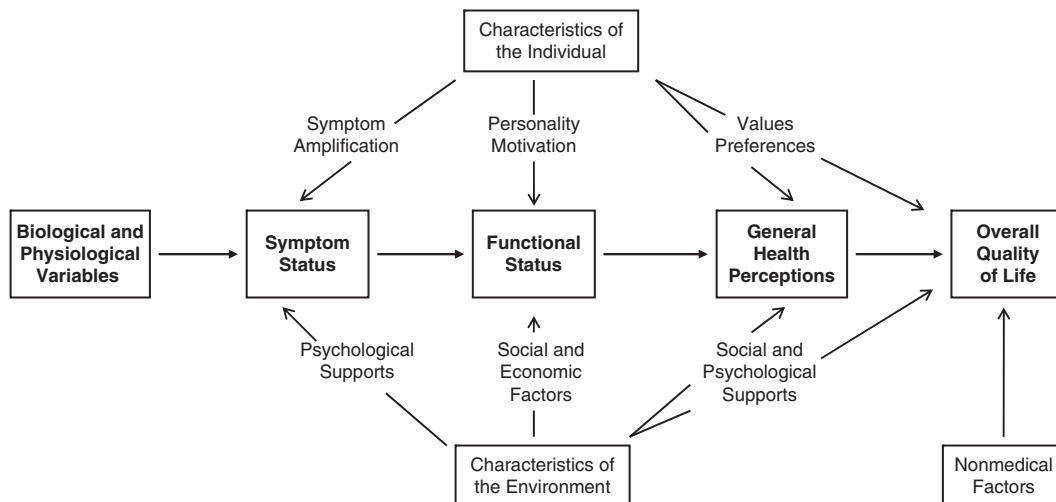 Characteristics of
the Individual
Symptom
Amplification
Personality
Motivation
Values
Preferences
Biological and
Physiological
Variables
Symptom
Status
Functional
Status
General
Health
Perceptions
Overall
Quality
of Life
Psychological
Supports
Social and
Economic
Factors
Social and
Psychological
Supports
Characteristics of
the Environment
Nonmedical
Factors